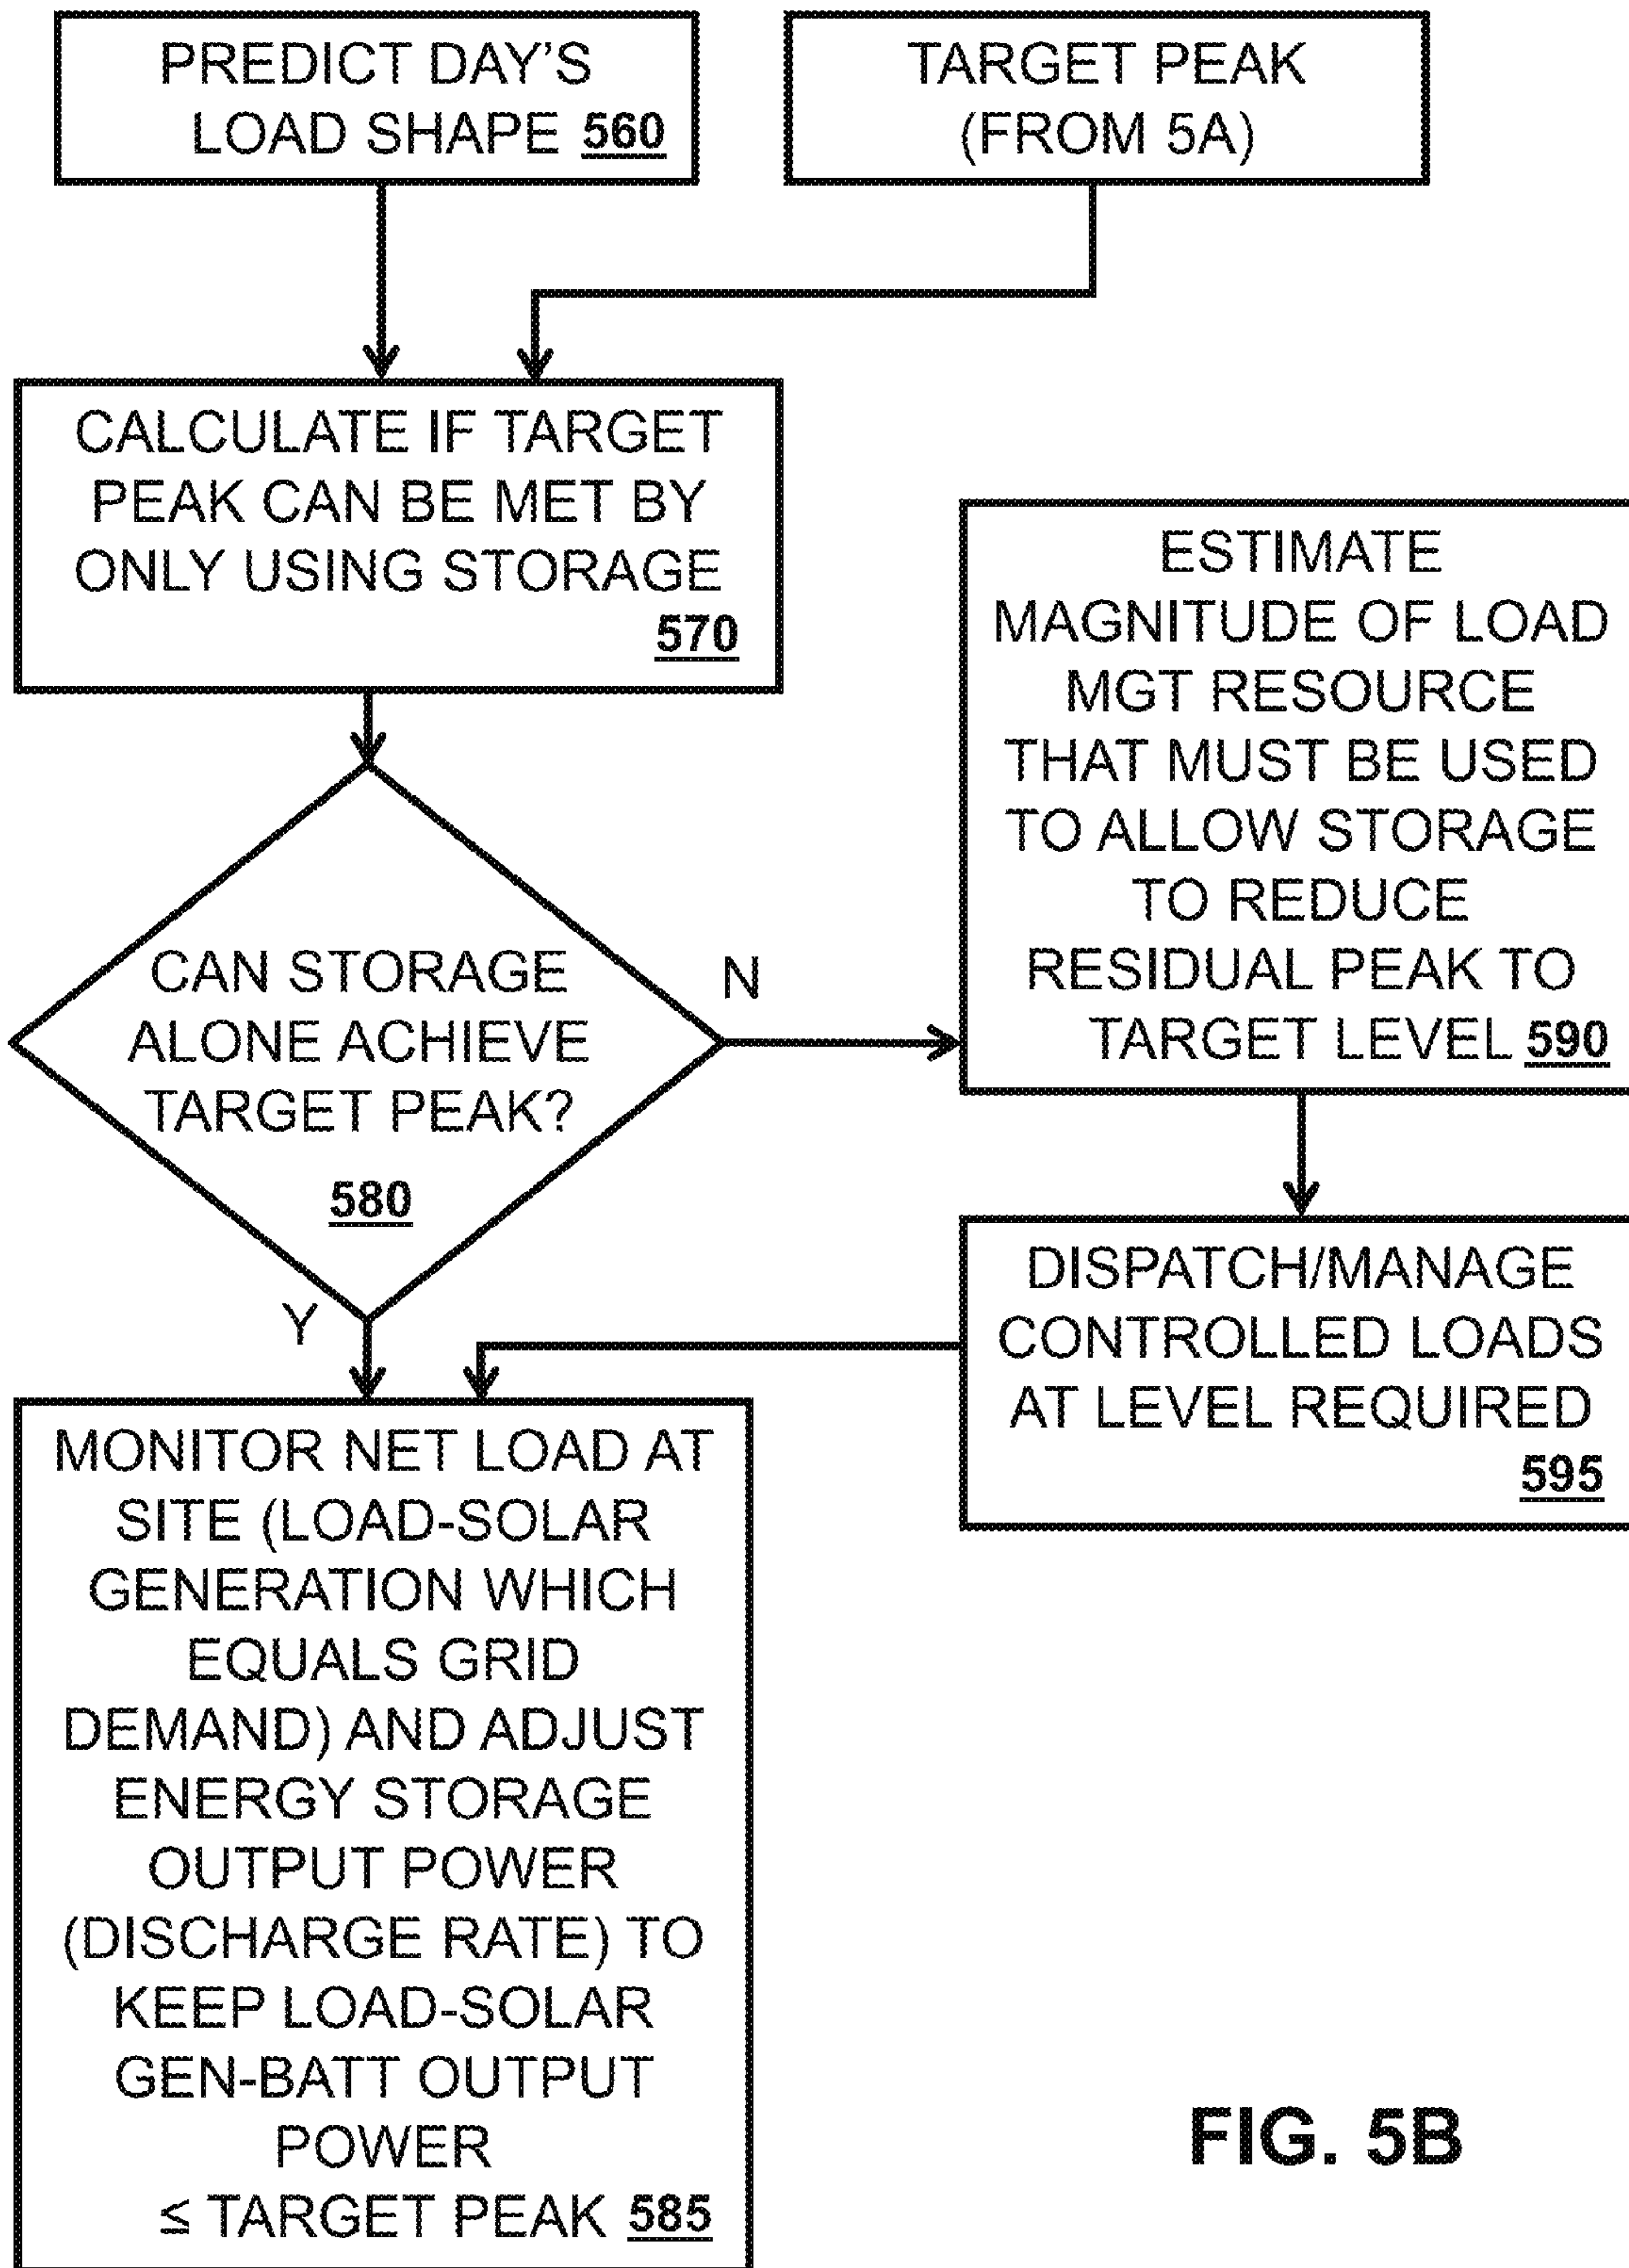 PREDICT DAY'S
LOAD SHAPE 560
TARGET PEAK
(FROM 5A)
CALCULATE IF TARGET
PEAK CAN BE MET BY
ONLY USING STORAGE
570
CAN STORAGE
ALONE ACHIEVE
TARGET PEAK?
580
N
Y
ESTIMATE
MAGNITUDE OF LOAD
MGT RESOURCE
THAT MUST BE USED
TO ALLOW STORAGE
TO REDUCE
RESIDUAL PEAK TO
TARGET LEVEL 590
DISPATCH/MANAGE
CONTROLLED LOADS
AT LEVEL REQUIRED
595
MONITOR NET LOAD AT
SITE (LOAD-SOLAR
GENERATION WHICH
EQUALS GRID
DEMAND) AND ADJUST
ENERGY STORAGE
OUTPUT POWER
(DISCHARGE RATE) TO
KEEP LOAD-SOLAR
GEN-BATT OUTPUT
POWER
≤ TARGET PEAK 585
FIG. 5B